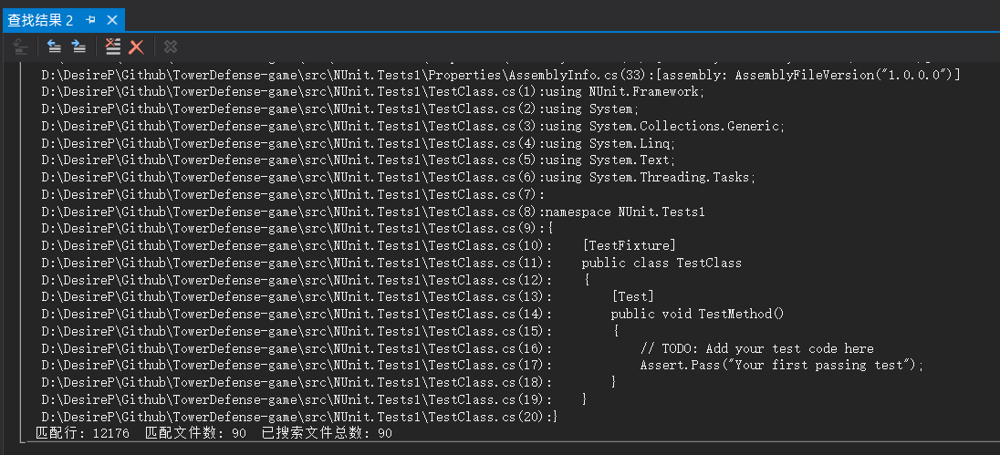 查找结果 2
D:\DesireP\Github\TowerDefense-game\src\NUnit.Tests1\Properties\AssemblyInfo.cs(33):[assembly: AssemblyFileVersion("1.0.0.0")]
D:\DesireP\Github\TowerDefense-game\src\NUnit.Tests1\TestClass.cs(1):using NUnit.Framework;
D:\DesireP\Github\TowerDefense-game\src\NUnit.Tests1\TestClass.cs(2):using System;
D:\DesireP\Github\TowerDefense-game\src\NUnit.Tests1\TestClass.cs(3):using System.Collections.Generic;
D:\DesireP\Github\TowerDefense-game\src\NUnit.Tests1\TestClass.cs(4):using System.Linq;
D:\DesireP\Github\TowerDefense-game\src\NUnit.Tests1\TestClass.cs(5):using System.Text;
D:\DesireP\Github\TowerDefense-game\src\NUnit.Tests1\TestClass.cs(6):using System.Threading.Tasks;
D:\DesireP\Github\TowerDefense-game\src\NUnit.Tests1\TestClass.cs(7):
D:\DesireP\Github\TowerDefense-game\src\NUnit.Tests1\TestClass.cs(8):namespace NUnit.Tests1
D:\DesireP\Github\TowerDefense-game\src\NUnit.Tests1\TestClass.cs(9):{
D:\DesireP\Github\TowerDefense-game\src\NUnit.Tests1\TestClass.cs(10):    [TestFixture]
D:\DesireP\Github\TowerDefense-game\src\NUnit.Tests1\TestClass.cs(11):    public class TestClass
D:\DesireP\Github\TowerDefense-game\src\NUnit.Tests1\TestClass.cs(12):    {
D:\DesireP\Github\TowerDefense-game\src\NUnit.Tests1\TestClass.cs(13):        [Test]
D:\DesireP\Github\TowerDefense-game\src\NUnit.Tests1\TestClass.cs(14):        public void TestMethod()
D:\DesireP\Github\TowerDefense-game\src\NUnit.Tests1\TestClass.cs(15):        {
D:\DesireP\Github\TowerDefense-game\src\NUnit.Tests1\TestClass.cs(16):            // TODO: Add your test code here
D:\DesireP\Github\TowerDefense-game\src\NUnit.Tests1\TestClass.cs(17):            Assert.Pass("Your first passing test");
D:\DesireP\Github\TowerDefense-game\src\NUnit.Tests1\TestClass.cs(18):        }
D:\DesireP\Github\TowerDefense-game\src\NUnit.Tests1\TestClass.cs(19):    }
D:\DesireP\Github\TowerDefense-game\src\NUnit.Tests1\TestClass.cs(20):}
匹配行: 12176  匹配文件数: 90  已搜索文件总数: 90